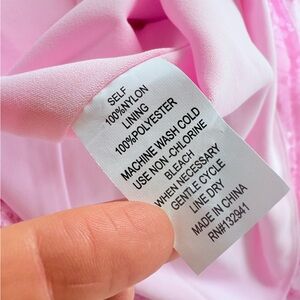 SELF
100%NYLON
LINING
100%POLYESTER
MACHINE WASH COLD
USE NON-CHLORINE
BLEACH
WHEN NECESSARY
GENTLE CYCLE
LINE DRY
MADE IN CHINA
RN#132941